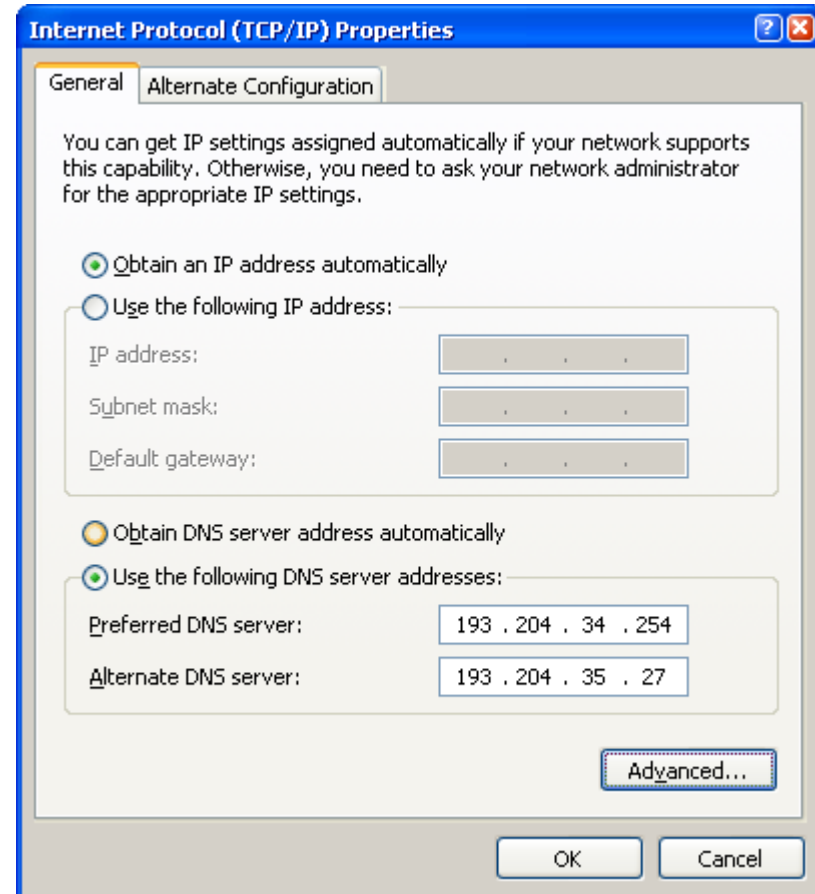 Internet Protocol (TCP/IP) Properties
General
Alternate Configuration
You can get IP settings assigned automatically if your network supports
this capability. Otherwise, you need to ask your network administrator
for the appropriate IP settings.
Obtain an IP address automatically
Use the following IP address:
IP address: . . .
Subnet mask: . . .
Default gateway: . . .
Obtain DNS server address automatically
Use the following DNS server addresses:
Preferred DNS server: 193 . 204 . 34 . 254
Alternate DNS server: 193 . 204 . 35 . 27
Advanced...
OK Cancel